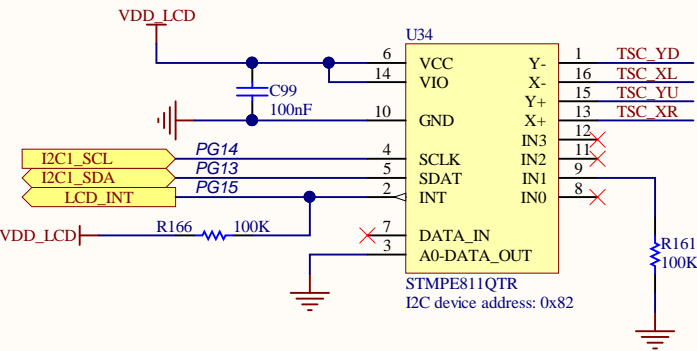 VDD_LCD
U34
6 VCC Y- 1 TSC_YD
14 VIO X- 16 TSC_XL
C99 Y+ 15 TSC_YU
100nF
10 GND X+ 13 TSC_XR
IN3 12
I2C1_SCL PG14 4 SCLK IN2 11
I2C1_SDA PG13 5 SDAT IN1 9
LCD_INT PG15 2 INT IN0 8
VDD_LCD R166 100K 7 DATA_IN
3 A0-DATA_OUT
R161
100K
STMPE811QTR
I2C device address: 0x82